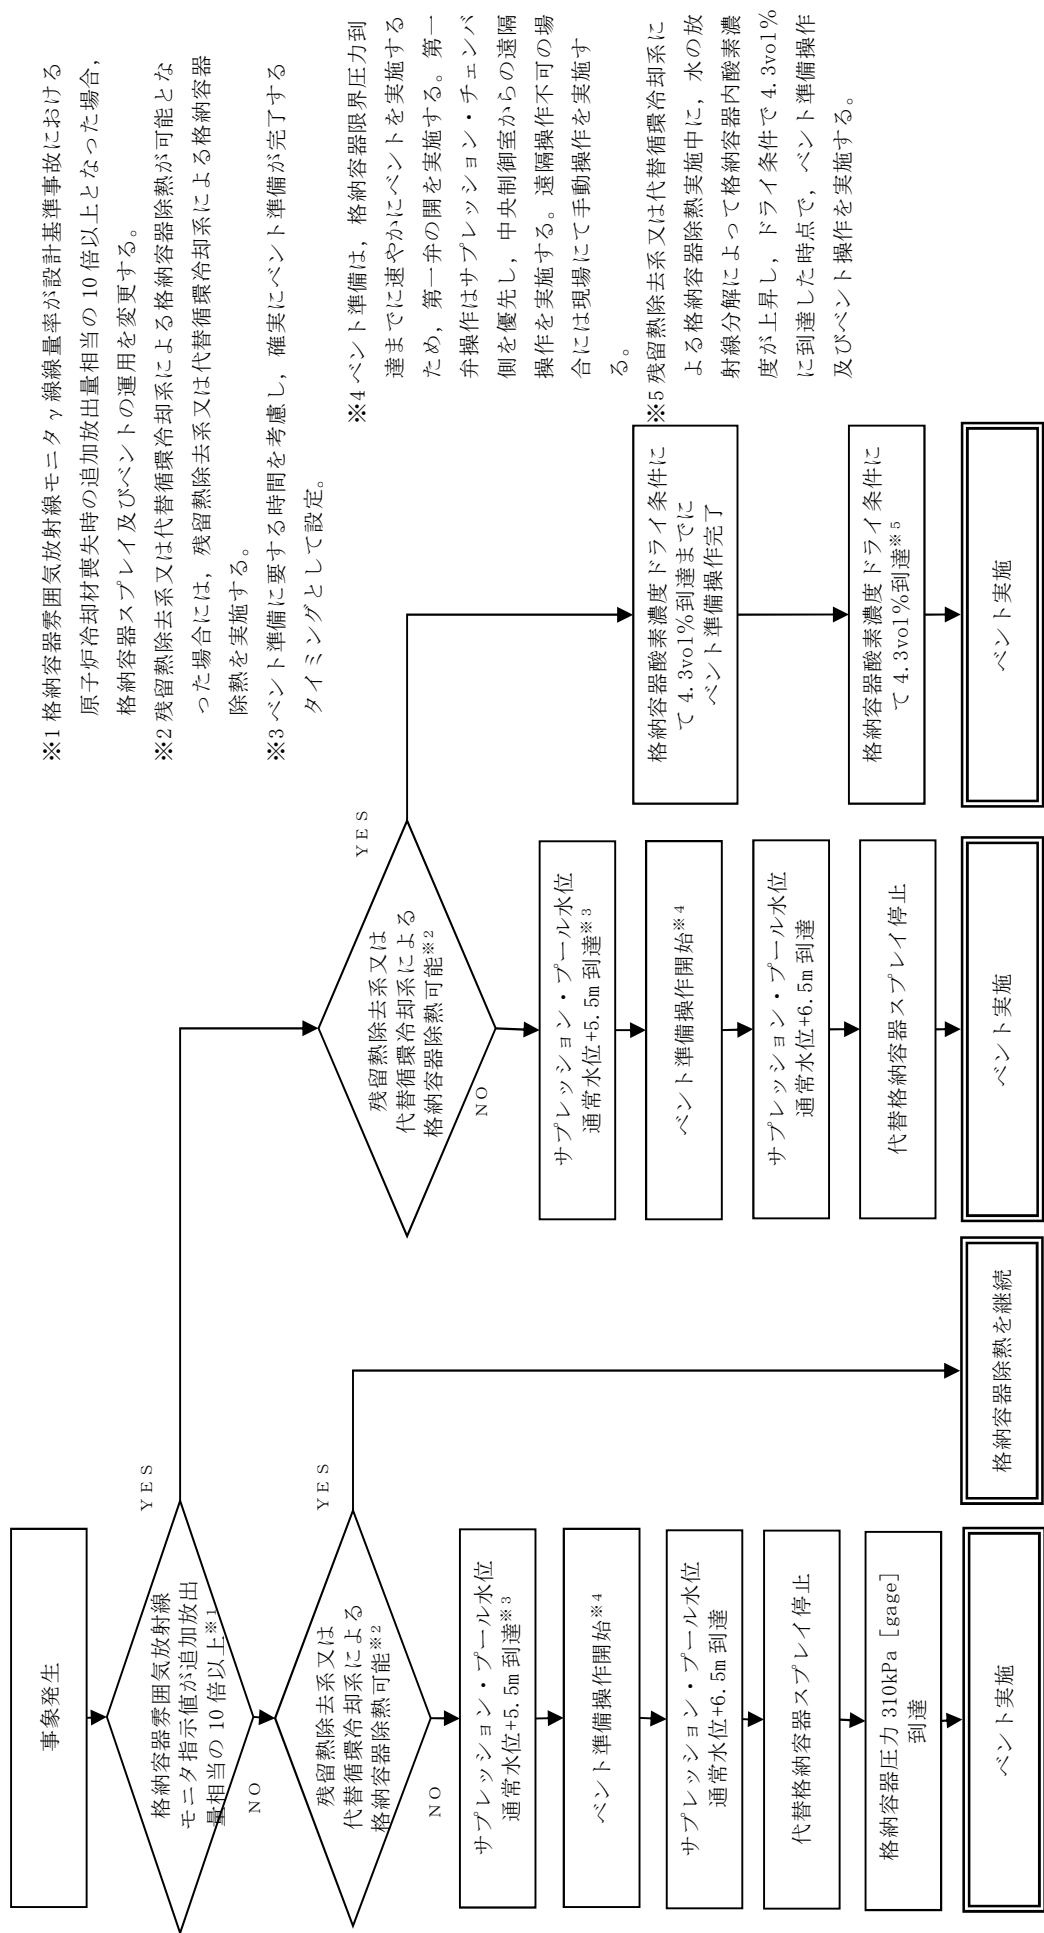 事象発生
格納容器雰囲気放射線
モニタ指示値が追加放出
量相当の 10 倍以上※1
YES
NO
残留熱除去系又は
代替循環冷却系による
格納容器除熱可能※2
YES
NO
サプレッション・プール水位
通常水位+5.5m 到達※3
ベント準備操作開始※4
サプレッション・プール水位
通常水位+6.5m 到達
代替格納容器スプレイ停止
格納容器圧力 310kPa [gage]
到達
ベント実施
格納容器除熱を継続
残留熱除去系又は
代替循環冷却系による
格納容器除熱可能※2
YES
NO
サプレッション・プール水位
通常水位+5.5m 到達※3
ベント準備操作開始※4
サプレッション・プール水位
通常水位+6.5m 到達
代替格納容器スプレイ停止
ベント実施
格納容器酸素濃度ドライ条件に
て 4.3vol%到達までに
ベント準備操作完了
格納容器酸素濃度ドライ条件に
て 4.3vol%到達※5
ベント実施
※1 格納容器雰囲気放射線モニタγ線線量率が設計基準事故における
原子炉冷却材喪失時の追加放出量相当の 10 倍以上となった場合，
格納容器スプレイ及びベントの運用を変更する。
※2 残留熱除去系又は代替循環冷却系による格納容器除熱が可能とな
った場合には，残留熱除去系又は代替循環冷却系による格納容器
除熱を実施する。
※3 ベント準備に要する時間を考慮し，確実にベント準備が完了する
タイミングとして設定。
※4 ベント準備は，格納容器限界圧力到
達までに速やかにベントを実施する
ため，第一弁の開を実施する。第一
弁操作はサプレッション・チェンバ
側を優先し，中央制御室からの遠隔
操作を実施する。遠隔操作不可の場
合には現場にて手動操作を実施す
る。
※5 残留熱除去系又は代替循環冷却系に
よる格納容器除熱実施中に，水の放
射線分解によって格納容器内酸素濃
度が上昇し，ドライ条件で 4.3vol%
に到達した時点で，ベント準備操作
及びベント操作を実施する。